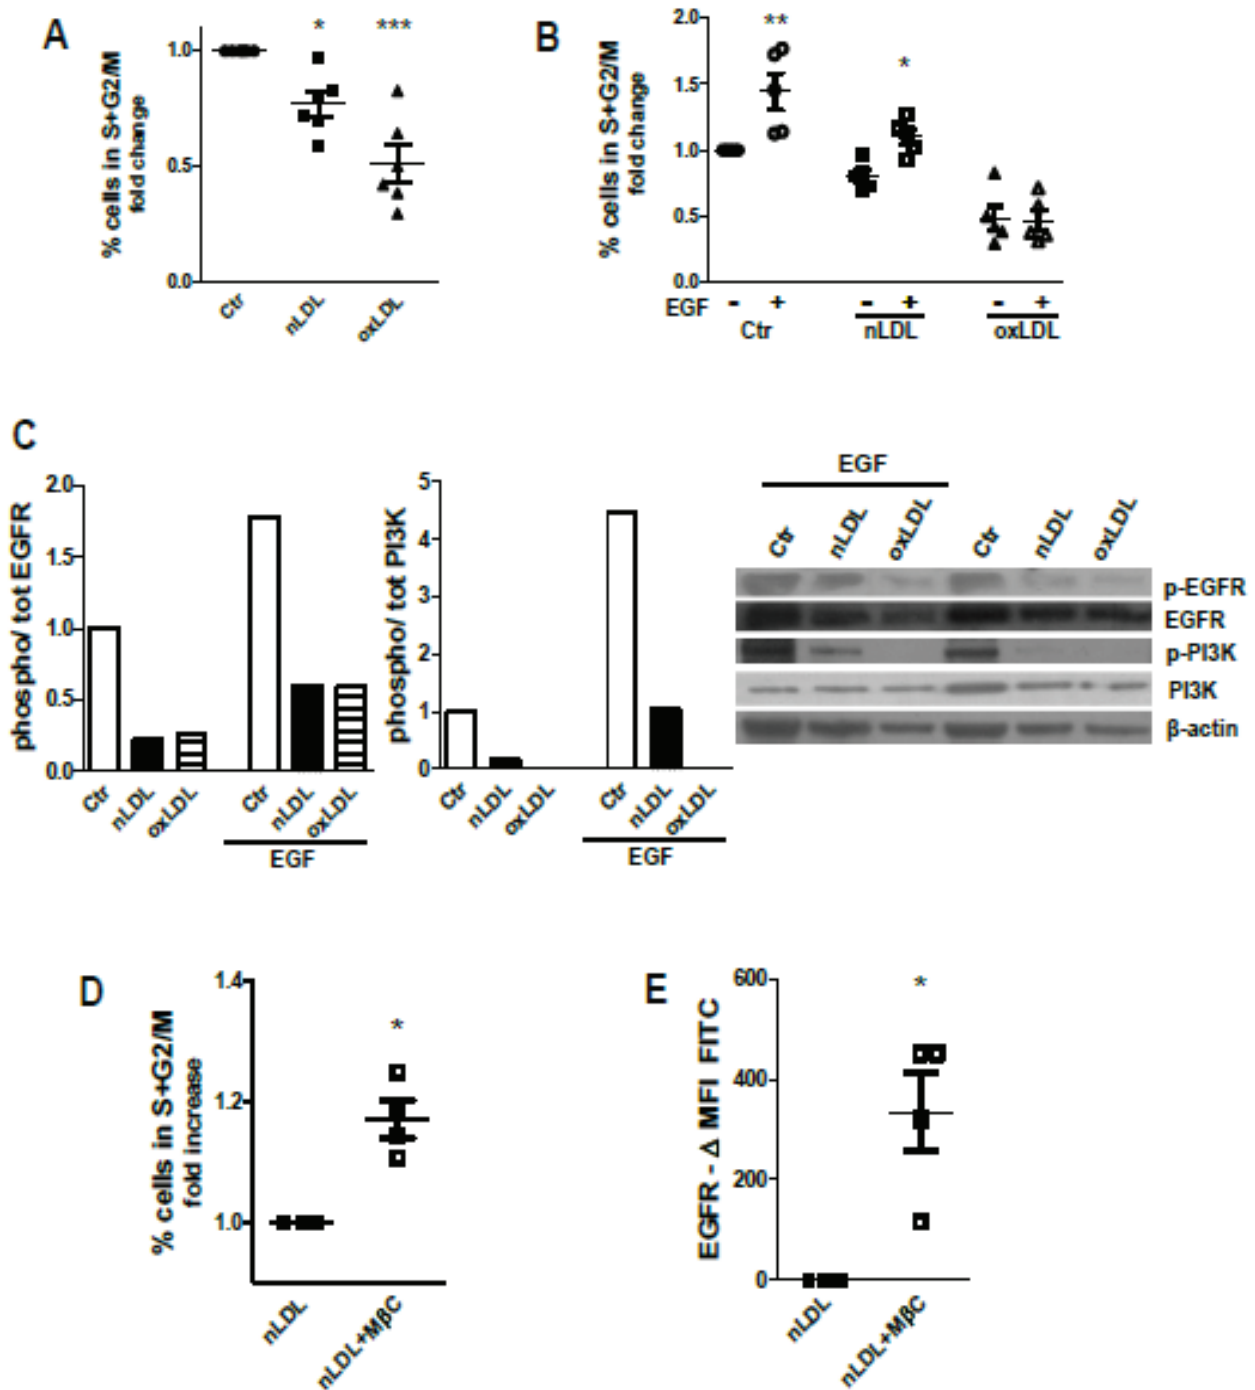 A
% cells in S+G2/M
fold change
1.0
0.5
0.0
*
***
Ctr
nLDL
oxLDL
B
% cells in S+G2/M
fold change
2.0
1.5
1.0
0.5
0.0
**
*
EGF - + - + - +
Ctr nLDL oxLDL
C
phospho/ tot EGFR
2.0
1.5
1.0
0.5
0.0
Ctr
nLDL
oxLDL
Ctr
nLDL
oxLDL
EGF
phospho/ tot PI3K
5
4
3
2
1
0
Ctr
nLDL
oxLDL
Ctr
nLDL
oxLDL
EGF
EGF
Ctr
nLDL
oxLDL
Ctr
nLDL
oxLDL
p-EGFR
EGFR
p-PI3K
PI3K
β-actin
D
% cells in S+G2/M
fold increase
1.4
1.2
1.0
*
nLDL
nLDL+MβC
E
EGFR - Δ MFI FITC
600
400
200
0
*
nLDL
nLDL+MβC